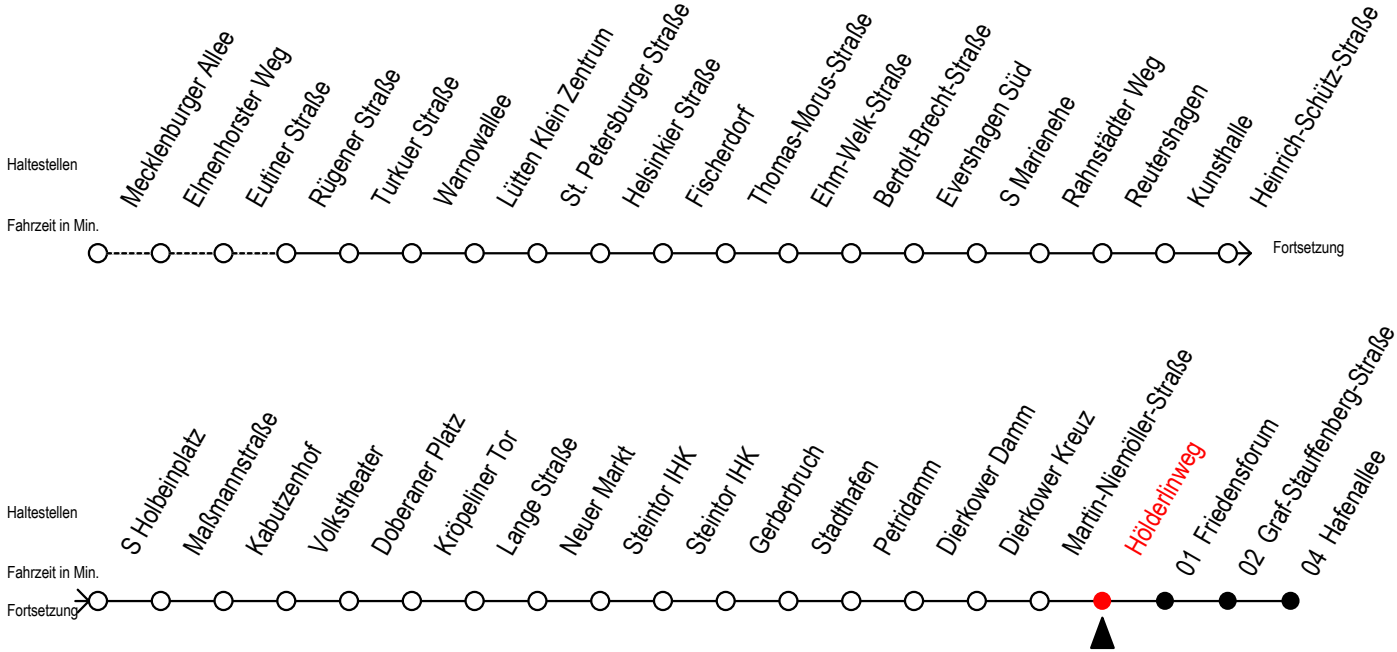 Haltestellen
Mecklenburger Allee
Elmenhorster Weg
Eutiner Straße
Rügener Straße
Turkuer Straße
Warnowallee
Lütten Klein Zentrum
St. Petersburger Straße
Helsinkier Straße
Fischerdorf
Thomas-Morus-Straße
Ehm-Welk-Straße
Bertolt-Brecht-Straße
Evershagen Süd
S Marienehe
Rahnstädter Weg
Reutershagen
Kunsthalle
Heinrich-Schütz-Straße
Fahrzeit in Min.
Fortsetzung
Haltestellen
S Holbeinplatz
Maßmannstraße
Kabutzenhof
Volkstheater
Doberaner Platz
Kröpeliner Tor
Lange Straße
Neuer Markt
Steintor IHK
Steintor IHK
Gerberbruch
Stadthafen
Petridamm
Dierkower Damm
Dierkower Kreuz
Martin-Niemöller-Straße
Hölderlinweg
01 Friedensforum
02 Graf-Stauffenberg-Straße
04 Hafenallee
Fahrzeit in Min.
Fortsetzung